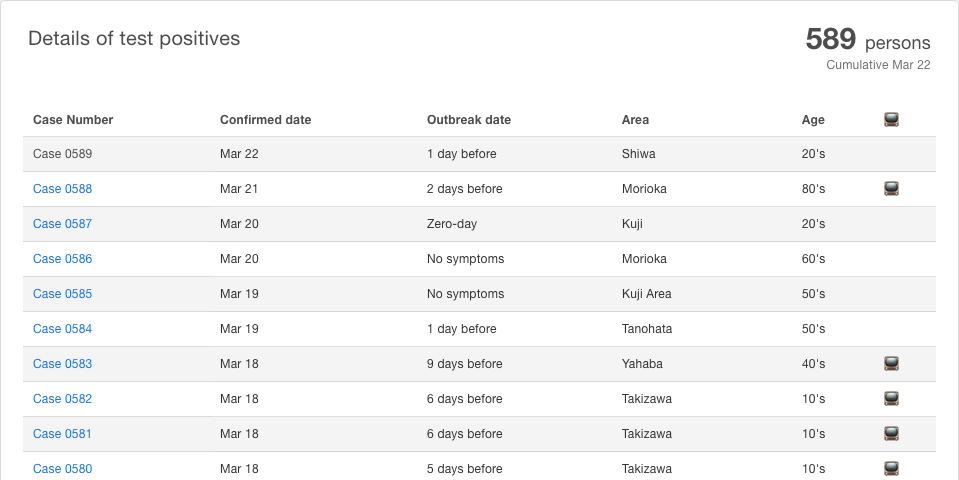 Details of test positives
589 persons
Cumulative Mar 22
Case Number Confirmed date Outbreak date Area Age
Case 0589 Mar 22 1 day before Shiwa 20's
Case 0588 Mar 21 2 days before Morioka 80's
Case 0587 Mar 20 Zero-day Kuji 20's
Case 0586 Mar 20 No symptoms Morioka 60's
Case 0585 Mar 19 No symptoms Kuji Area 50's
Case 0584 Mar 19 1 day before Tanohata 50's
Case 0583 Mar 18 9 days before Yahaba 40's
Case 0582 Mar 18 6 days before Takizawa 10's
Case 0581 Mar 18 6 days before Takizawa 10's
Case 0580 Mar 18 5 days before Takizawa 10's